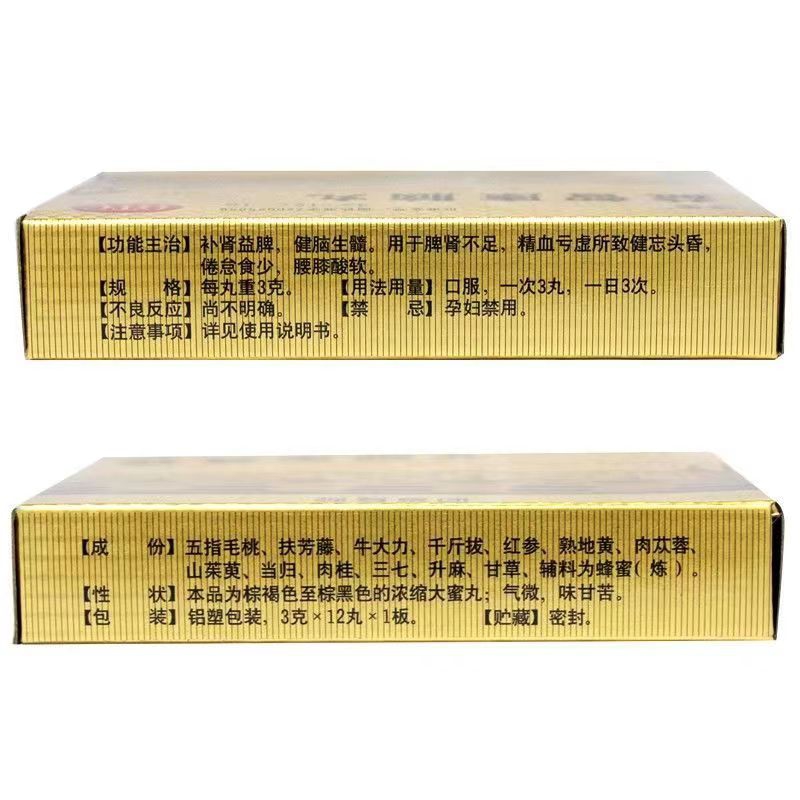 【功能主治】补肾益脾，健脑生髓。用于脾肾不足，精血亏虚所致健忘头昏，
倦怠食少，腰膝酸软。
【规 格】每丸重3克。 【用法用量】口服，一次3丸，一日3次。
【不良反应】尚不明确。 【禁 忌】孕妇禁用。
【注意事项】详见使用说明书。
【成 份】五指毛桃、扶芳藤、牛大力、千斤拔、红参、熟地黄、肉苁蓉、
山茱萸、当归、肉桂、三七、升麻、甘草、辅料为蜂蜜（炼）。
【性 状】本品为棕褐色至棕黑色的浓缩大蜜丸；气微，味甘苦。
【包 装】铝塑包装，3克×12丸×1板。 【贮藏】密封。